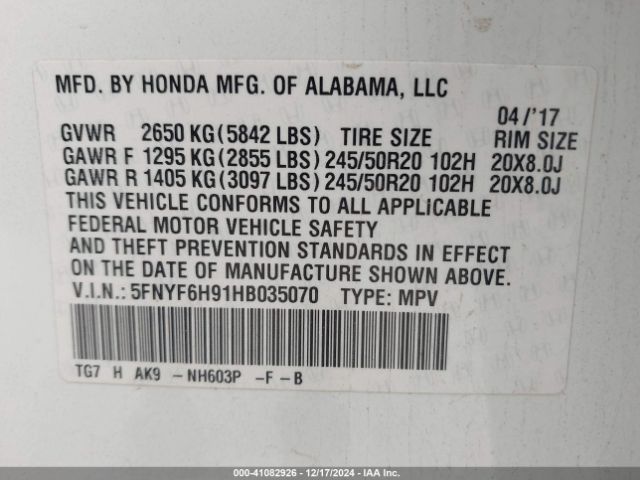 MFD. BY HONDA MFG. OF ALABAMA, LLC
04/'17
GVWR 2650 KG(5842 LBS) TIRE SIZE RIM SIZE
GAWR F 1295 KG(2855 LBS)245/50R20 102H 20X8.0J
GAWR R 1405 KG(3097 LBS)245/50R20 102H 20X8.0J
THIS VEHICLE CONFORMS TO ALL APPLICABLE
FEDERAL MOTOR VEHICLE SAFETY
AND THEFT PREVENTION STANDARDS IN EFFECT
ON THE DATE OF MANUFACTURE SHOWN ABOVE.
V.I.N.: 5FNYF6H91HB035070 TYPE: MPV
TG7 H AK9 -NH603P -F-B
000-41082926 - 12/17/2024 - IAA Inc.